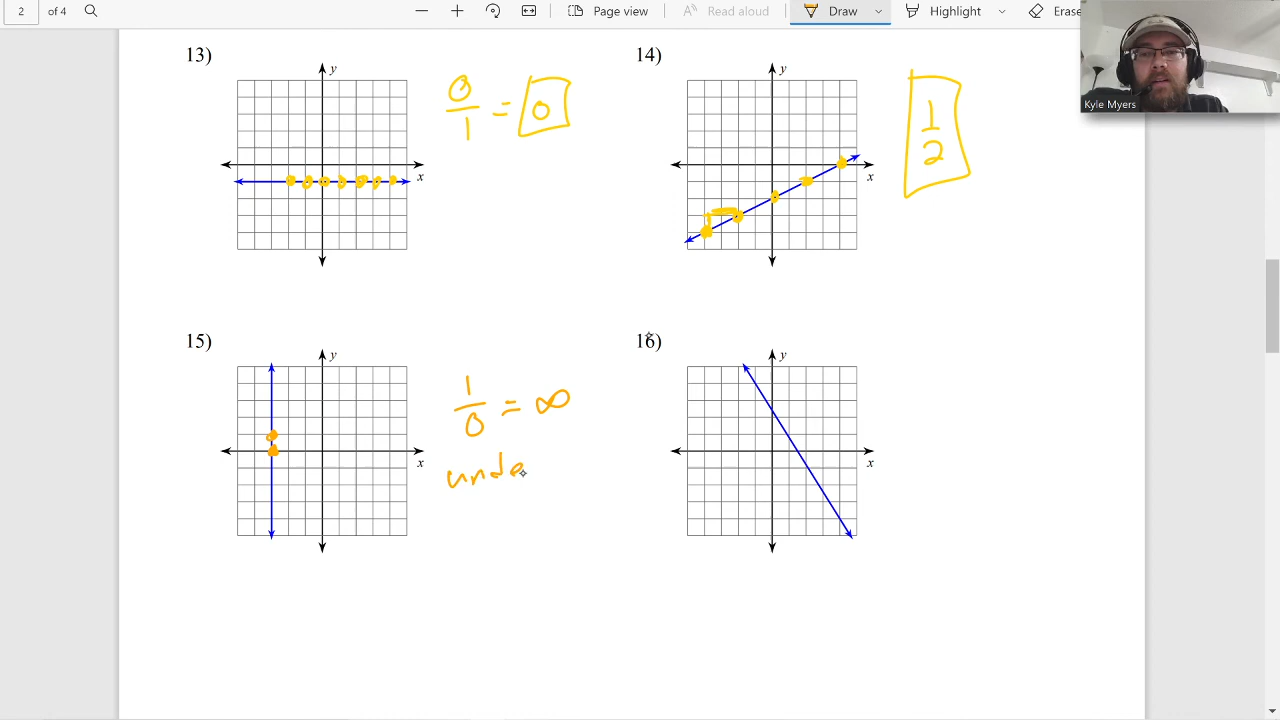 2 of 4 Page view Read aloud Draw Highlight Erase
Kyle Myers
13)
y
x
0/1 = 0
14)
y
x
1/2
15)
y
x
1/0 = ∞
unde
16)
y
x